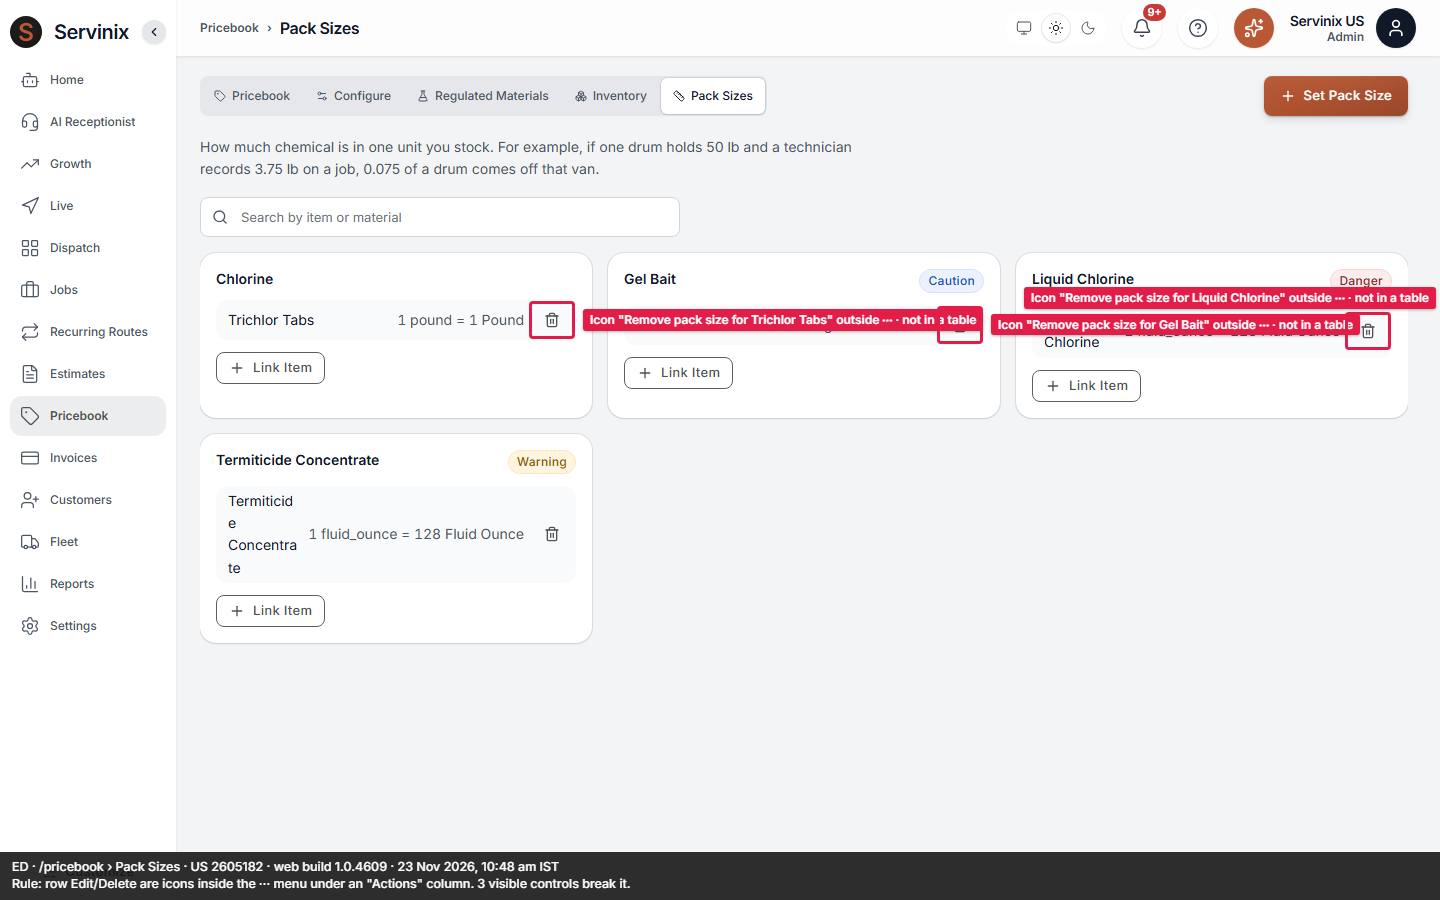 Servinix
Pricebook › Pack Sizes
9+
Servinix US
Admin
Home
AI Receptionist
Growth
Live
Dispatch
Jobs
Recurring Routes
Estimates
Pricebook
Invoices
Customers
Fleet
Reports
Settings
Pricebook
Configure
Regulated Materials
Inventory
Pack Sizes
+ Set Pack Size
How much chemical is in one unit you stock. For example, if one drum holds 50 lb and a technician
records 3.75 lb on a job, 0.075 of a drum comes off that van.
Search by item or material
Chlorine
Trichlor Tabs 1 pound = 1 Pound
+ Link Item
Gel Bait
Caution
Icon "Remove pack size for Trichlor Tabs" outside ··· · not in a table
+ Link Item
Liquid Chlorine
Danger
Icon "Remove pack size for Liquid Chlorine" outside ··· · not in a table
Icon "Remove pack size for Gel Bait" outside ··· · not in a table
Chlorine
+ Link Item
Termiticide Concentrate
Warning
Termiticid
e
Concentra
te
1 fluid_ounce = 128 Fluid Ounce
+ Link Item
ED · /pricebook › Pack Sizes · US 2605182 · web build 1.0.4609 · 23 Nov 2026, 10:48 am IST
Rule: row Edit/Delete are icons inside the ··· menu under an "Actions" column. 3 visible controls break it.